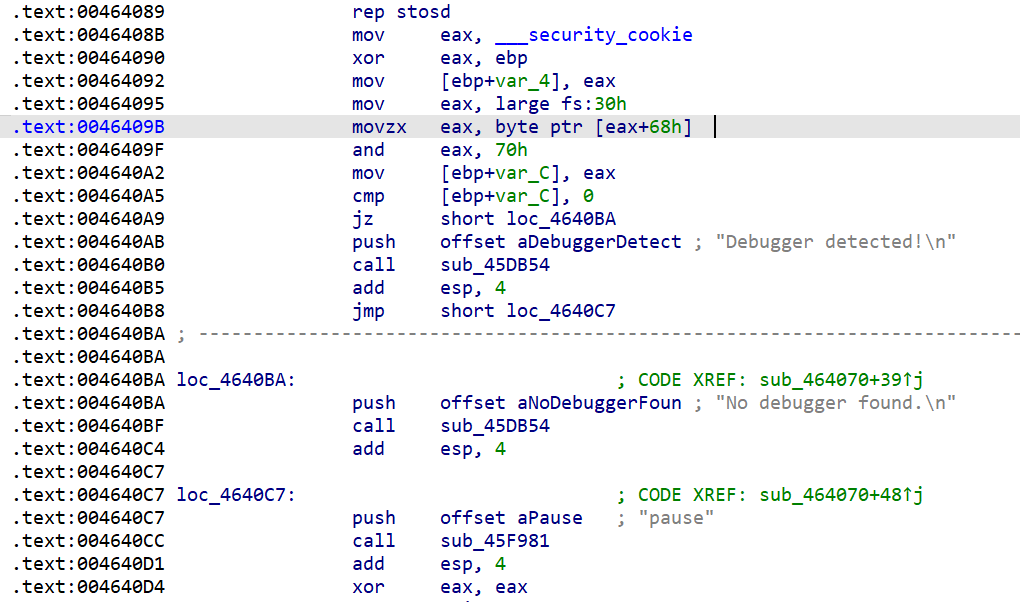 .text:00464089 rep stosd
.text:0046408B mov eax, ___security_cookie
.text:00464090 xor eax, ebp
.text:00464092 mov [ebp+var_4], eax
.text:00464095 mov eax, large fs:30h
.text:0046409B movzx eax, byte ptr [eax+68h]
.text:0046409F and eax, 70h
.text:004640A2 mov [ebp+var_C], eax
.text:004640A5 cmp [ebp+var_C], 0
.text:004640A9 jz short loc_4640BA
.text:004640AB push offset aDebuggerDetect ; "Debugger detected!\n"
.text:004640B0 call sub_45DB54
.text:004640B5 add esp, 4
.text:004640B8 jmp short loc_4640C7
.text:004640BA ; ---------------------------------------------------------------------------
.text:004640BA
.text:004640BA loc_4640BA: ; CODE XREF: sub_464070+39↑j
.text:004640BA push offset aNoDebuggerFoun ; "No debugger found.\n"
.text:004640BF call sub_45DB54
.text:004640C4 add esp, 4
.text:004640C7
.text:004640C7 loc_4640C7: ; CODE XREF: sub_464070+48↑j
.text:004640C7 push offset aPause ; "pause"
.text:004640CC call sub_45F981
.text:004640D1 add esp, 4
.text:004640D4 xor eax, eax